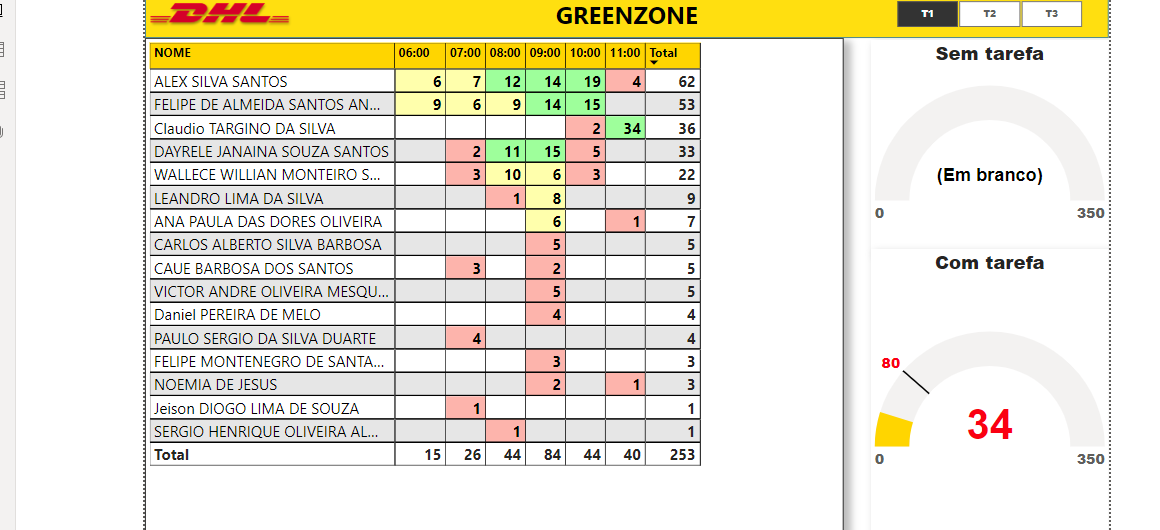 DHL
GREENZONE
T1 T2 T3
NOME 06:00 07:00 08:00 09:00 10:00 11:00 Total
ALEX SILVA SANTOS 6 7 12 14 19 4 62
FELIPE DE ALMEIDA SANTOS AN... 9 6 9 14 15 53
Claudio TARGINO DA SILVA 2 34 36
DAYRELE JANAINA SOUZA SANTOS 2 11 15 5 33
WALLECE WILLIAN MONTEIRO S... 3 10 6 3 22
LEANDRO LIMA DA SILVA 1 8 9
ANA PAULA DAS DORES OLIVEIRA 6 1 7
CARLOS ALBERTO SILVA BARBOSA 5 5
CAUE BARBOSA DOS SANTOS 3 2 5
VICTOR ANDRE OLIVEIRA MESQU... 5 5
Daniel PEREIRA DE MELO 4 4
PAULO SERGIO DA SILVA DUARTE 4 4
FELIPE MONTENEGRO DE SANTA... 3 3
NOEMIA DE JESUS 2 1 3
Jeison DIOGO LIMA DE SOUZA 1 1
SERGIO HENRIQUE OLIVEIRA AL... 1 1
Total 15 26 44 84 44 40 253
Sem tarefa
(Em branco)
0 350
Com tarefa
80
34
0 350